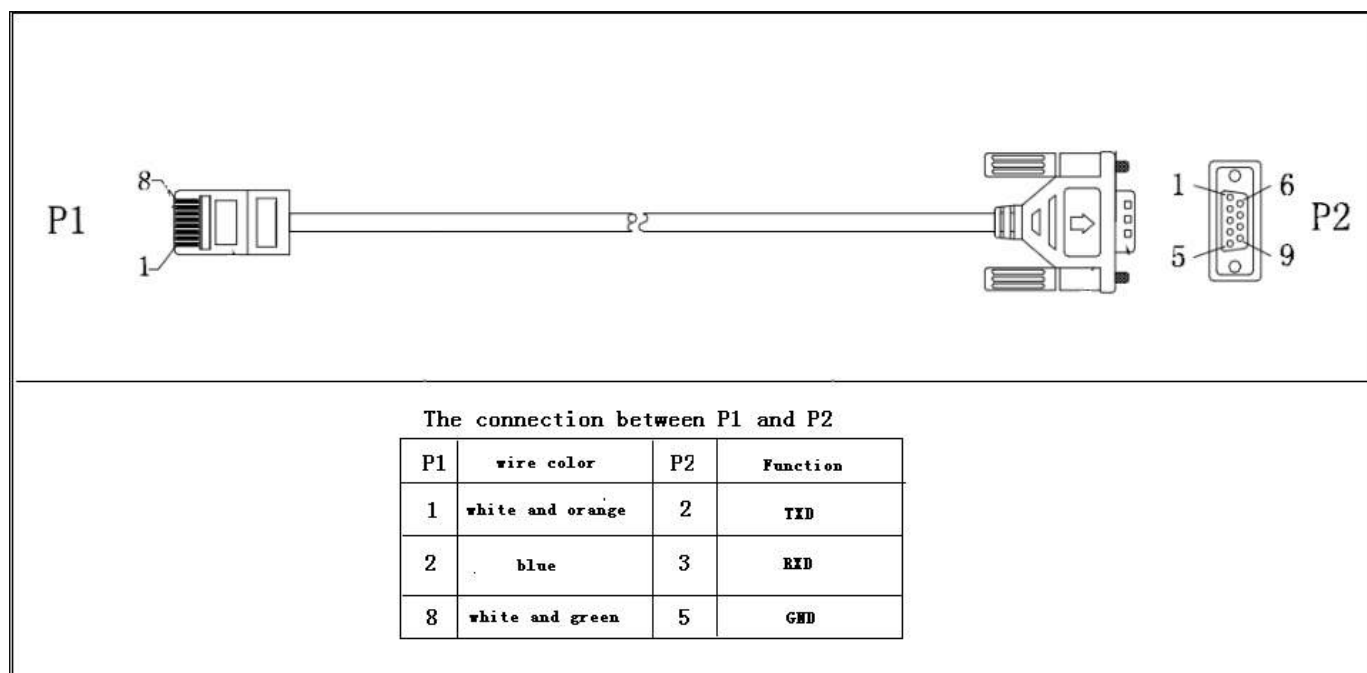 8
1
P1
1
6
5
9
P2
The connection between P1 and P2
P1 wire color P2 Function
1 white and orange 2 TXD
2 blue 3 RXD
8 white and green 5 GND